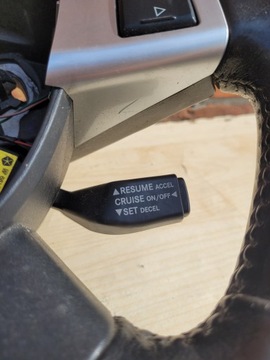 ▲RESUME ACCEL
CRUISE ON/OFF◄
▼SET DECEL